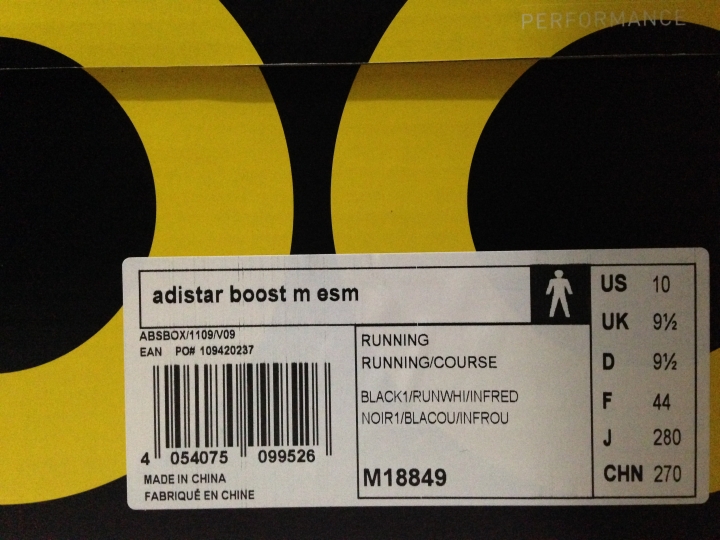 PERFORMANCE
adistar boost m esm
ABSBOX/1109/V09
EAN PO# 109420237
4 054075 099526
MADE IN CHINA
FABRIQUÉ EN CHINE
RUNNING
RUNNING/COURSE
BLACK1/RUNWHI/INFRED
NOIR1/BLACOU/INFROU
M18849
US 10
UK 9½
D 9½
F 44
J 280
CHN 270